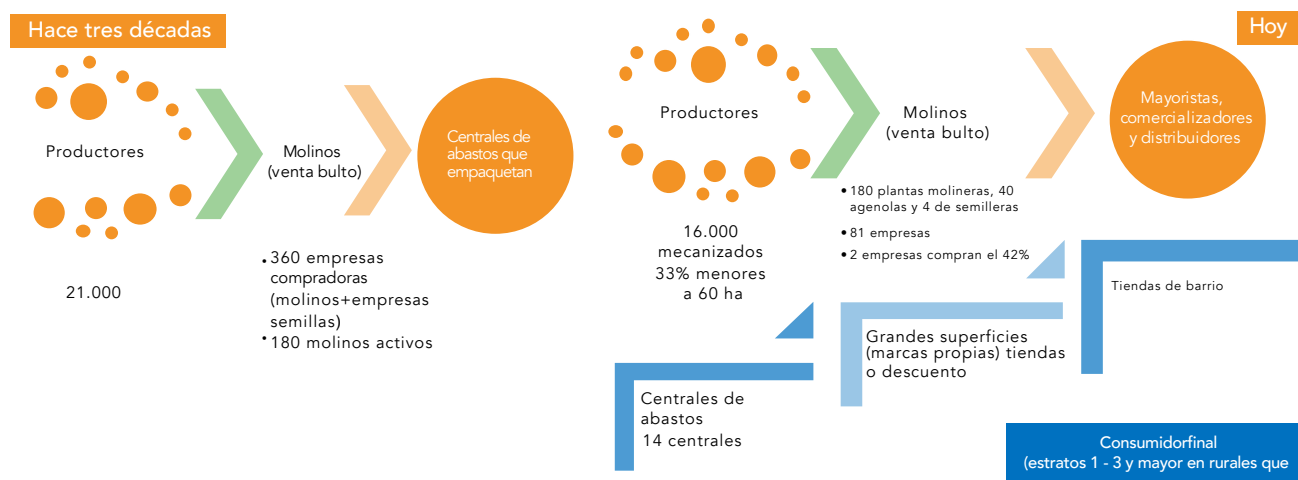 Hace tres décadas
Productores
21.000
Molinos
(venta bulto)
• 360 empresas
compradoras
(molinos+empresas
semillas)
• 180 molinos activos
Centrales de
abastos que
empaquetan
Hoy
Productores
16.000
mecanizados
33% menores
a 60 ha
Molinos
(venta bulto)
• 180 plantas molineras, 40
agenolas y 4 de semilleras
• 81 empresas
• 2 empresas compran el 42%
Mayoristas,
comercializadores
y distribuidores
Centrales de
abastos
14 centrales
Grandes superficies
(marcas propias) tiendas
o descuento
Tiendas de barrio
Consumidorfinal
(estratos 1 - 3 y mayor en rurales que